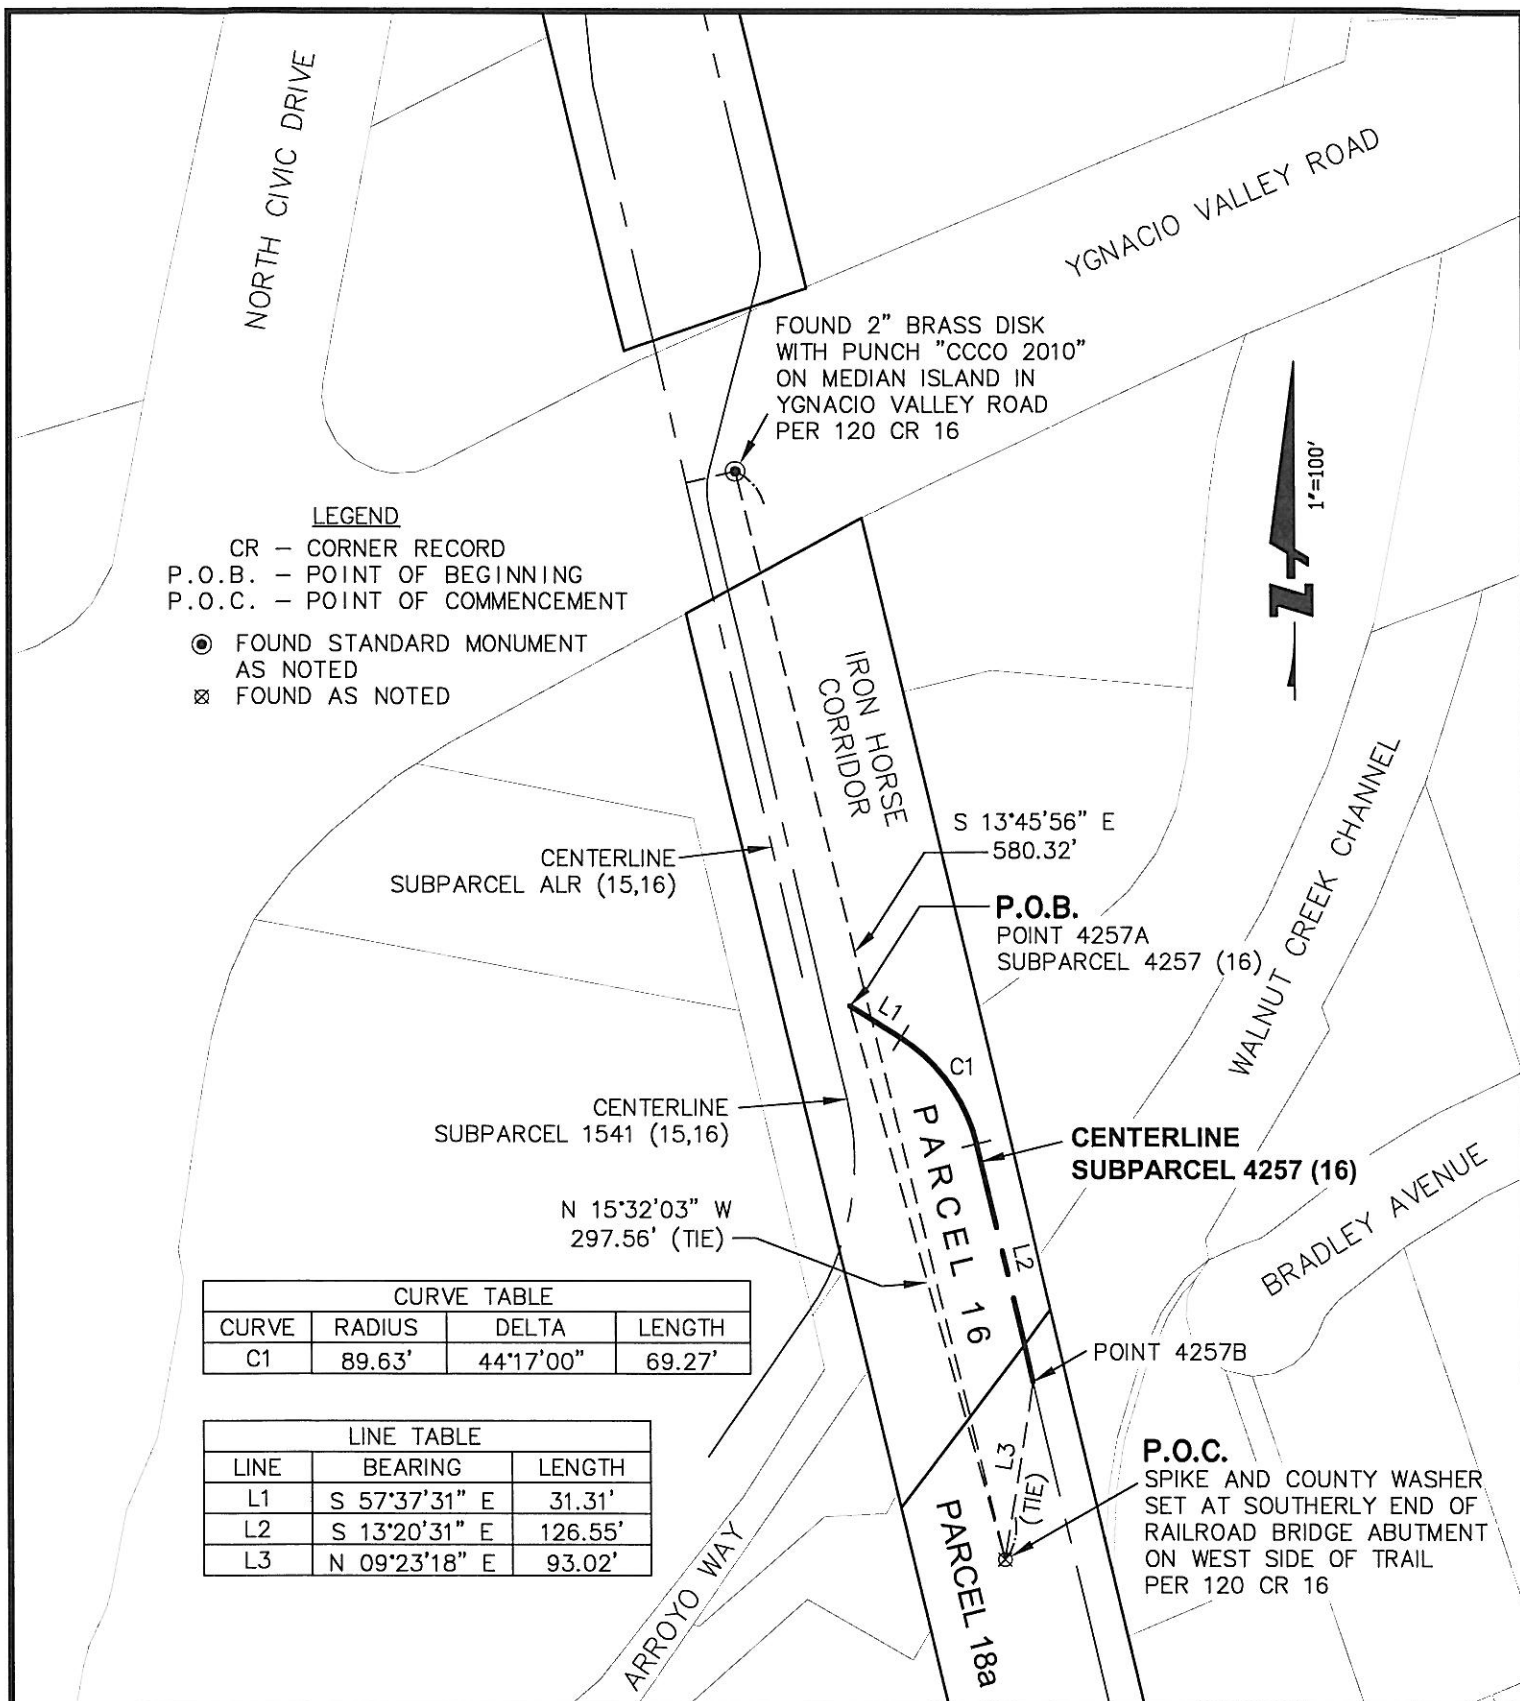 NORTH CIVIC DRIVE
YGNACIO VALLEY ROAD
FOUND 2" BRASS DISK
WITH PUNCH "CCCO 2010"
ON MEDIAN ISLAND IN
YGNACIO VALLEY ROAD
PER 120 CR 16
1"=100'
LEGEND
CR – CORNER RECORD
P.O.B. – POINT OF BEGINNING
P.O.C. – POINT OF COMMENCEMENT
FOUND STANDARD MONUMENT
AS NOTED
FOUND AS NOTED
IRON HORSE
CORRIDOR
S 13°45'56" E
580.32'
CENTERLINE
SUBPARCEL ALR (15,16)
P.O.B.
POINT 4257A
SUBPARCEL 4257 (16)
WALNUT CREEK CHANNEL
L1
C1
CENTERLINE
SUBPARCEL 1541 (15,16)
PARCEL 16
CENTERLINE
SUBPARCEL 4257 (16)
N 15°32'03" W
297.56' (TIE)
L2
BRADLEY AVENUE
CURVE TABLE
CURVE RADIUS DELTA LENGTH
C1 89.63' 44°17'00" 69.27'
POINT 4257B
LINE TABLE
LINE BEARING LENGTH
L1 S 57°37'31" E 31.31'
L2 S 13°20'31" E 126.55'
L3 N 09°23'18" E 93.02'
L3
(TIE)
P.O.C.
SPIKE AND COUNTY WASHER
SET AT SOUTHERLY END OF
RAILROAD BRIDGE ABUTMENT
ON WEST SIDE OF TRAIL
PER 120 CR 16
PARCEL 18a
ARROYO WAY